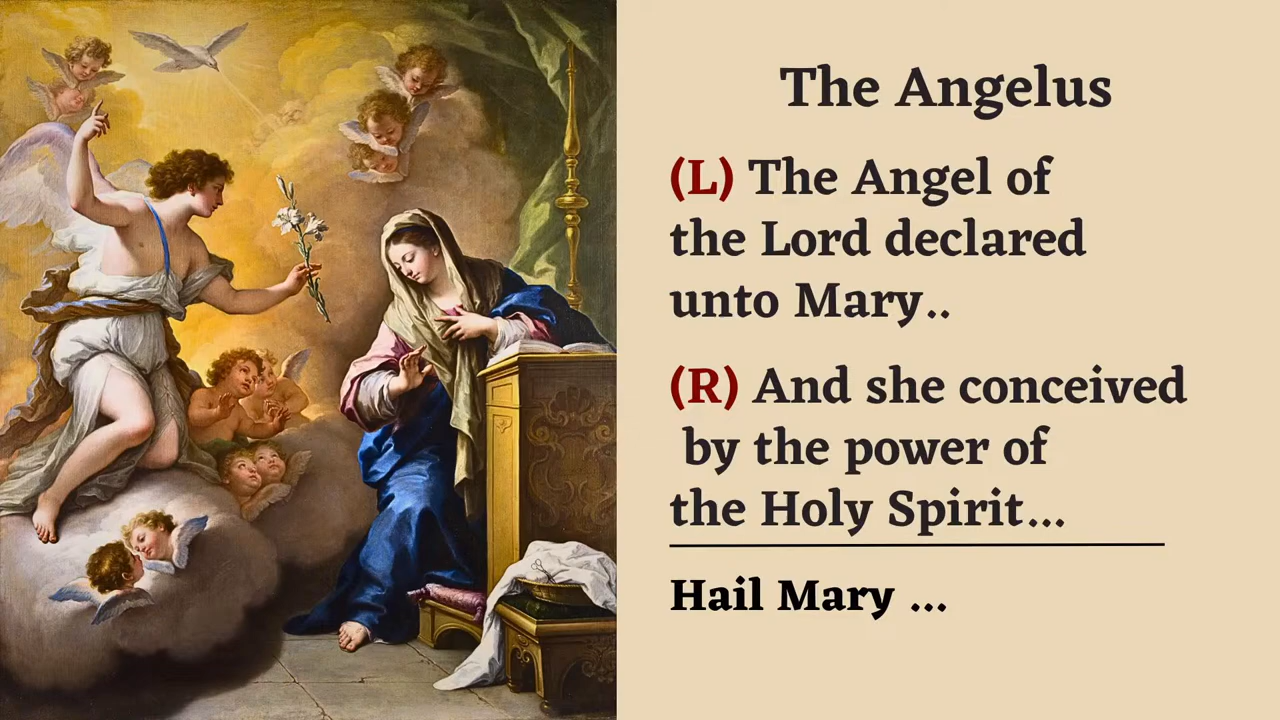 The Angelus
(L) The Angel of
the Lord declared
unto Mary..
(R) And she conceived
by the power of
the Holy Spirit...
Hail Mary ...